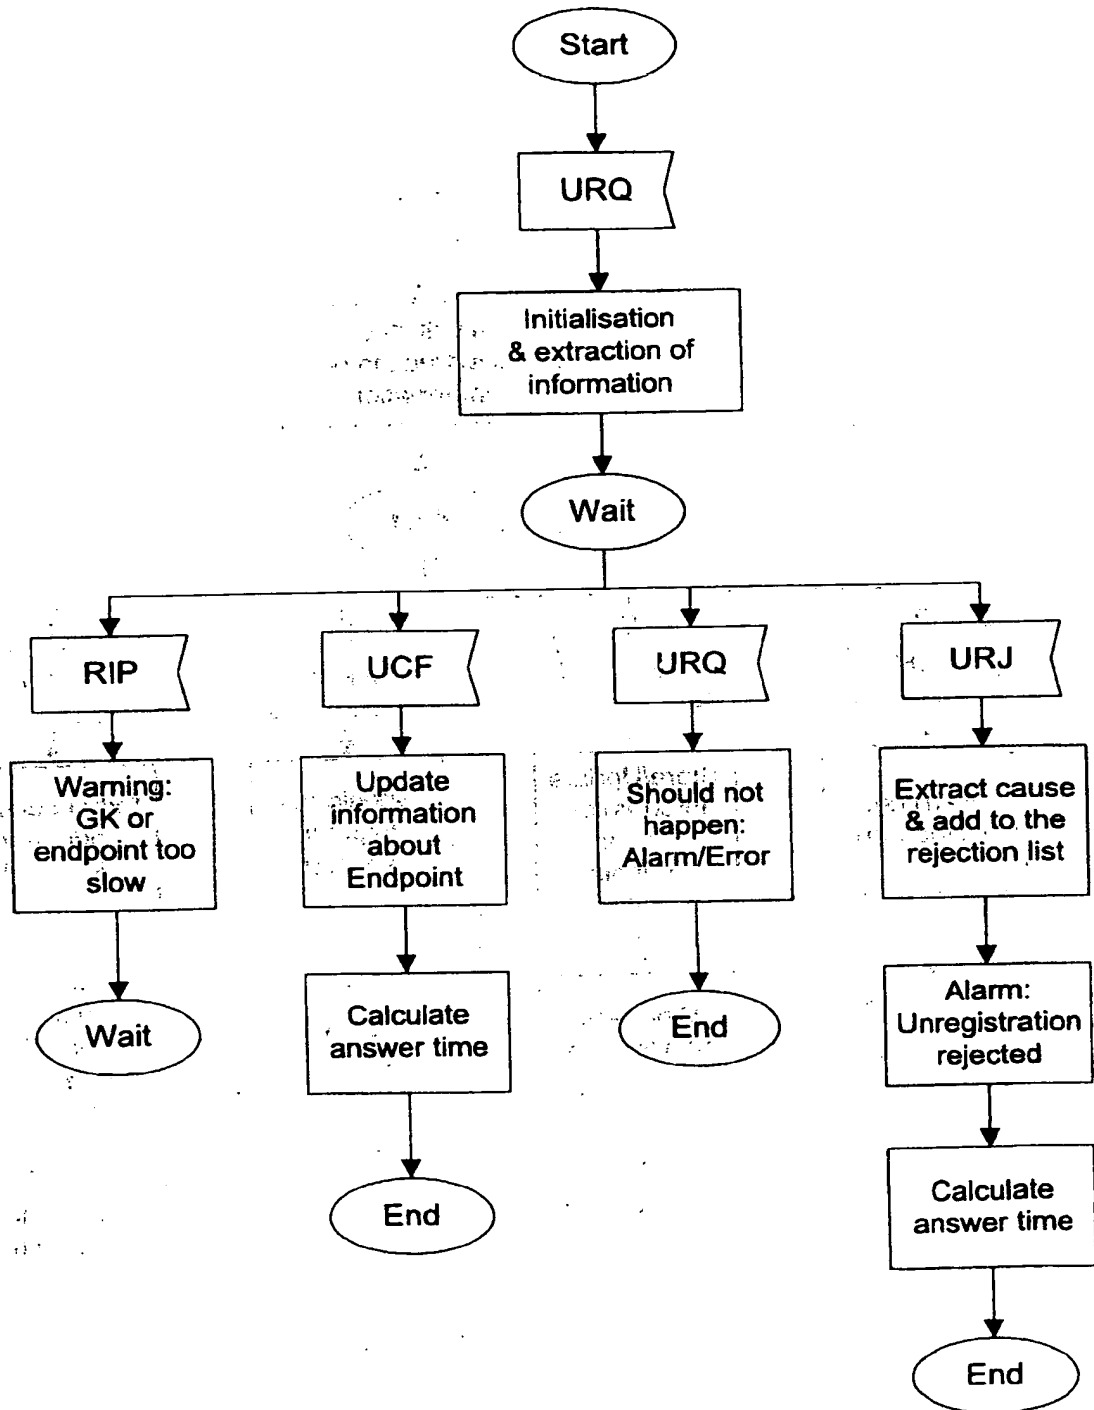 Start
URQ
Initialisation
& extraction of
information
Wait
RIP
UCF
URQ
URJ
Warning:
GK or
endpoint too
slow
Update
information
about
Endpoint
Should not
happen:
Alarm/Error
Extract cause
& add to the
rejection list
Wait
Calculate
answer time
End
Alarm:
Unregistration
rejected
End
Calculate
answer time
End